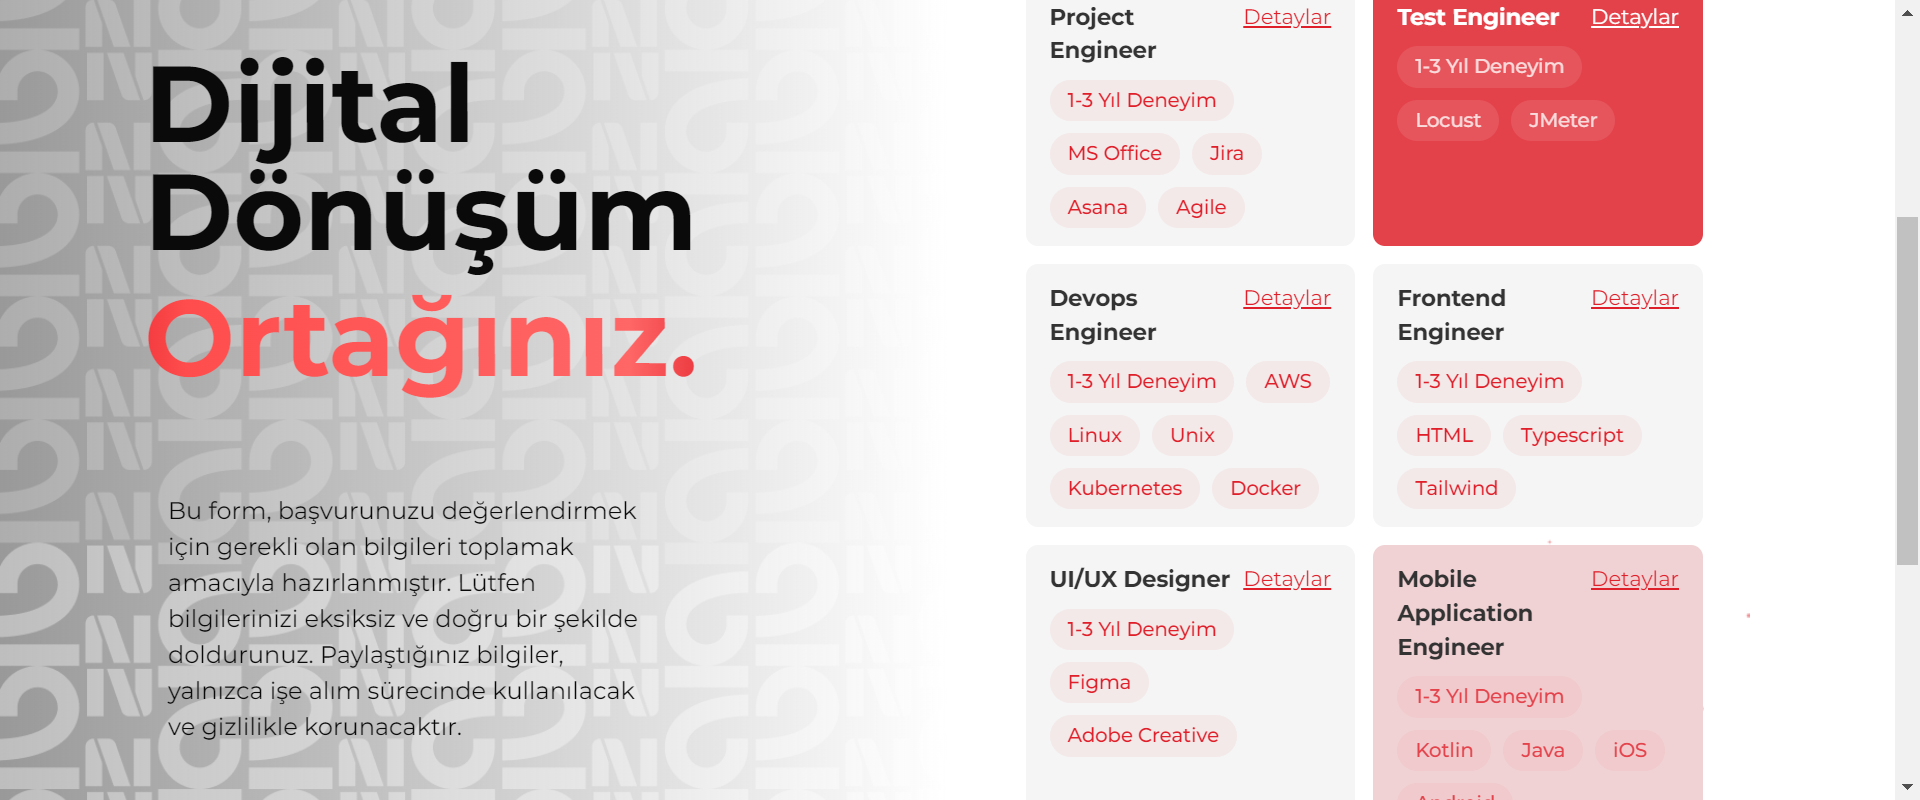 Dijital
Dönüşüm
Ortağınız.
Bu form, başvurunuzu değerlendirmek
için gerekli olan bilgileri toplamak
amacıyla hazırlanmıştır. Lütfen
bilgilerinizi eksiksiz ve doğru bir şekilde
doldurunuz. Paylaştığınız bilgiler,
yalnızca işe alım sürecinde kullanılacak
ve gizlilikle korunacaktır.
Project Detaylar
Engineer
1-3 Yıl Deneyim
MS Office Jira
Asana Agile
Test Engineer Detaylar
1-3 Yıl Deneyim
Locust JMeter
Devops Detaylar
Engineer
1-3 Yıl Deneyim AWS
Linux Unix
Kubernetes Docker
Frontend Detaylar
Engineer
1-3 Yıl Deneyim
HTML Typescript
Tailwind
UI/UX Designer Detaylar
1-3 Yıl Deneyim
Figma
Adobe Creative
Mobile Detaylar
Application
Engineer
1-3 Yıl Deneyim
Kotlin Java iOS
Android